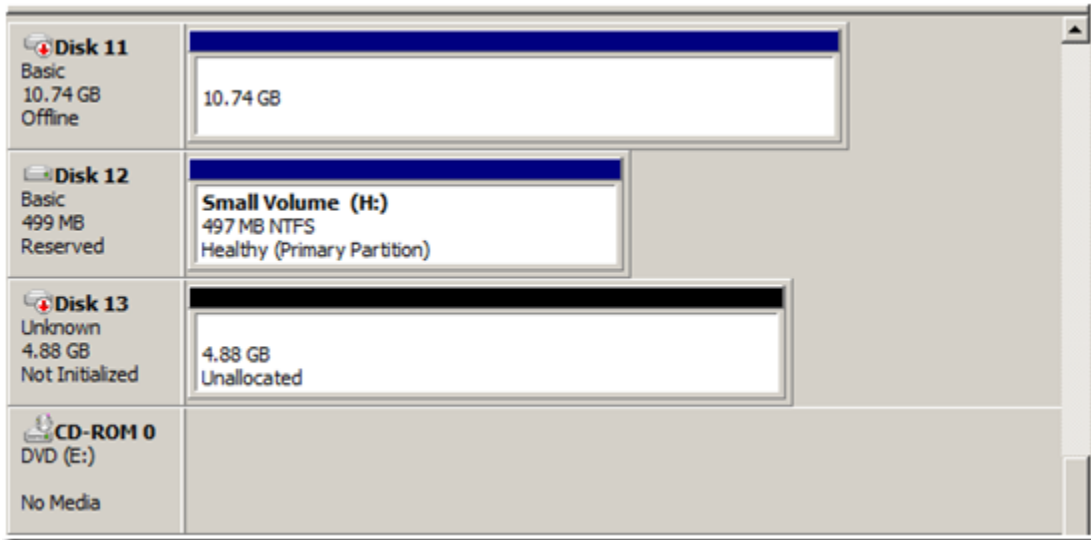 Disk 11
Basic
10.74 GB
Offline
10.74 GB
Disk 12
Basic
499 MB
Reserved
Small Volume (H:)
497 MB NTFS
Healthy (Primary Partition)
Disk 13
Unknown
4.88 GB
Not Initialized
4.88 GB
Unallocated
CD-ROM 0
DVD (E:)
No Media